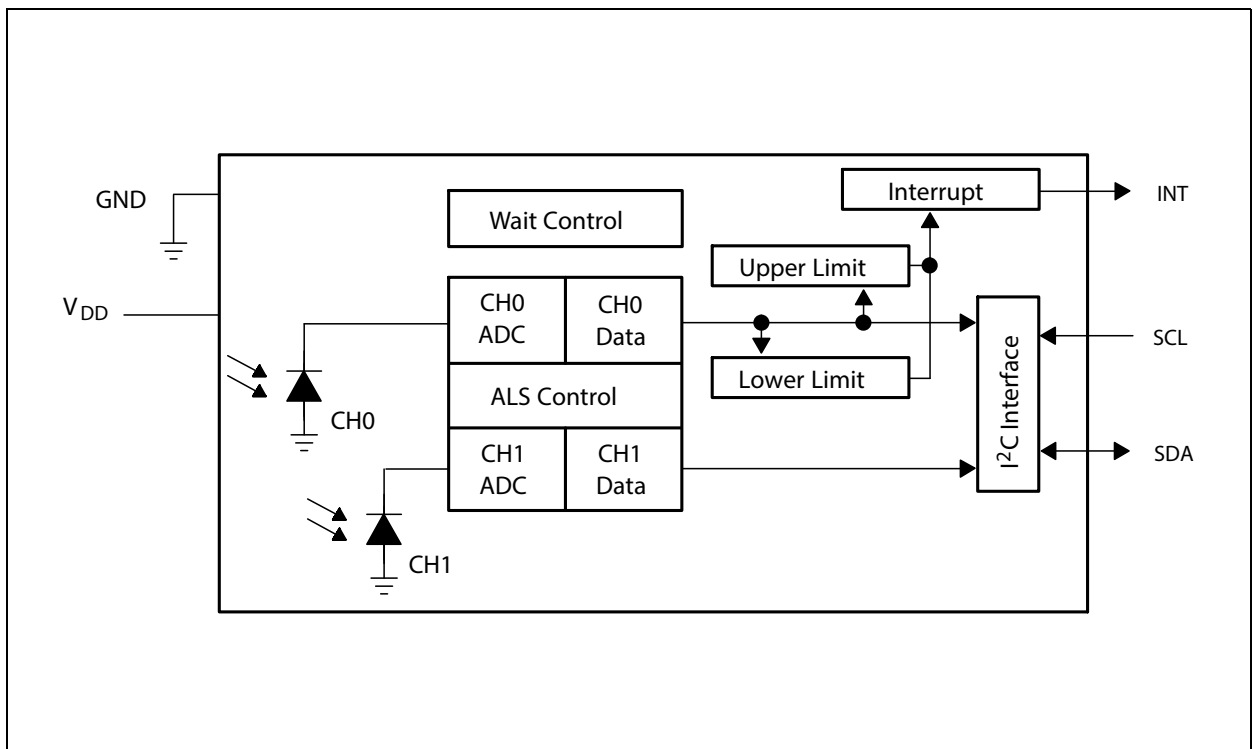 GND
V DD
Wait Control
Interrupt
INT
Upper Limit
CH0
ADC
CH0
Data
Lower Limit
ALS Control
CH1
ADC
CH1
Data
I²C Interface
SCL
SDA
CH0
CH1